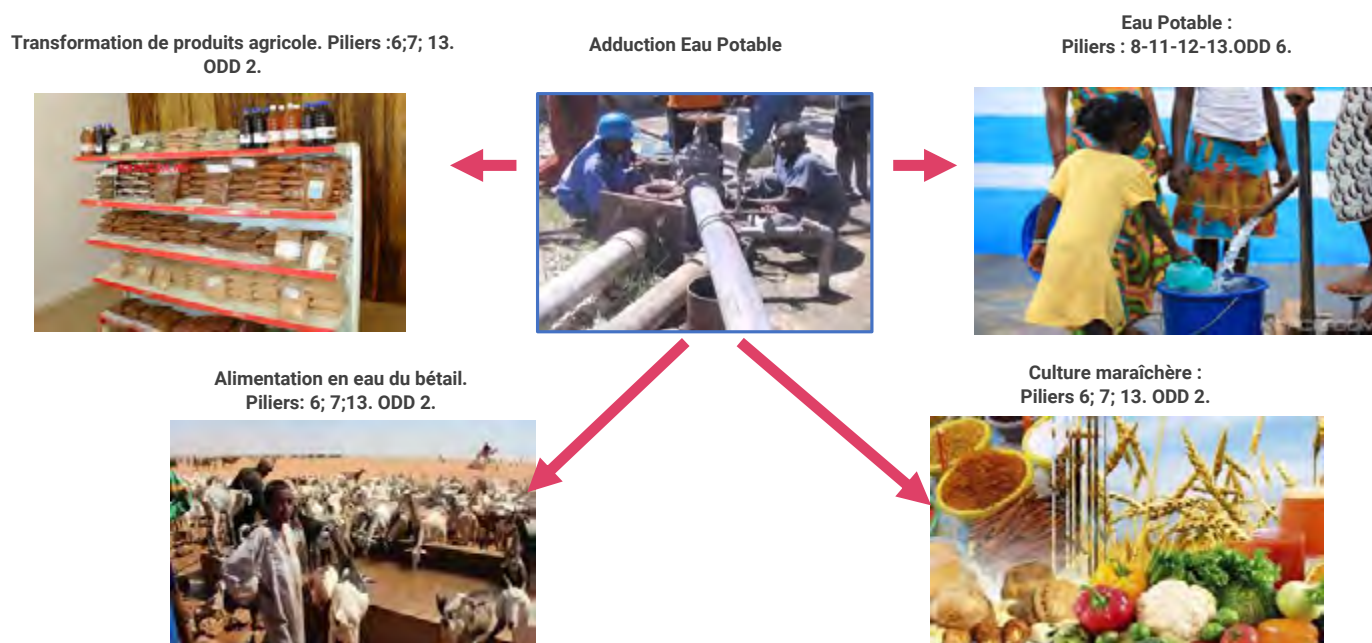 Transformation de produits agricole. Piliers :6;7; 13.
ODD 2.
Adduction Eau Potable
Eau Potable :
Piliers : 8-11-12-13.ODD 6.
Alimentation en eau du bétail.
Piliers: 6; 7;13. ODD 2.
Culture maraîchère :
Piliers 6; 7; 13. ODD 2.